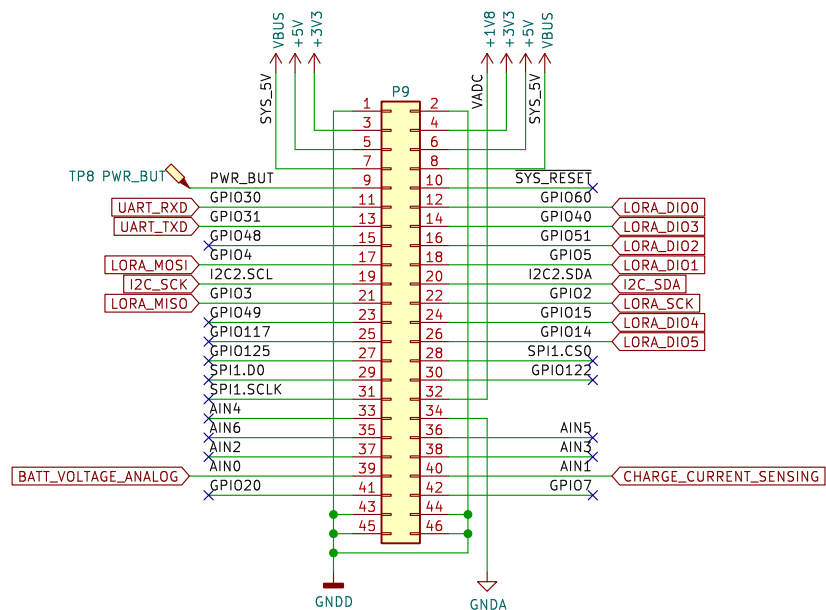 VBUS +5V +3V3 +1V8 +3V3 +5V VBUS
SYS_5V VADC SYS_5V
P9
1 2
3 4
5 6
7 8
TP8 PWR_BUT PWR_BUT 9 10 SYS_RESET
UART_RXD GPIO30 11 12 GPIO60 LORA_DIO0
UART_TXD GPIO31 13 14 GPIO40 LORA_DIO3
GPIO48 15 16 GPIO51 LORA_DIO2
LORA_MOSI GPIO4 17 18 GPIO5 LORA_DIO1
I2C_SCK I2C2.SCL 19 20 I2C2.SDA I2C_SDA
LORA_MISO GPIO3 21 22 GPIO2 LORA_SCK
GPIO49 23 24 GPIO15 LORA_DIO4
GPIO117 25 26 GPIO14 LORA_DIO5
GPIO125 27 28 SPI1.CS0
SPI1.D0 29 30 GPIO122
SPI1.SCLK 31 32
AIN4 33 34
AIN6 35 36 AIN5
AIN2 37 38 AIN3
BATT_VOLTAGE_ANALOG AIN0 39 40 AIN1 CHARGE_CURRENT_SENSING
GPIO20 41 42 GPIO7
43 44
45 46
GNDD GNDA